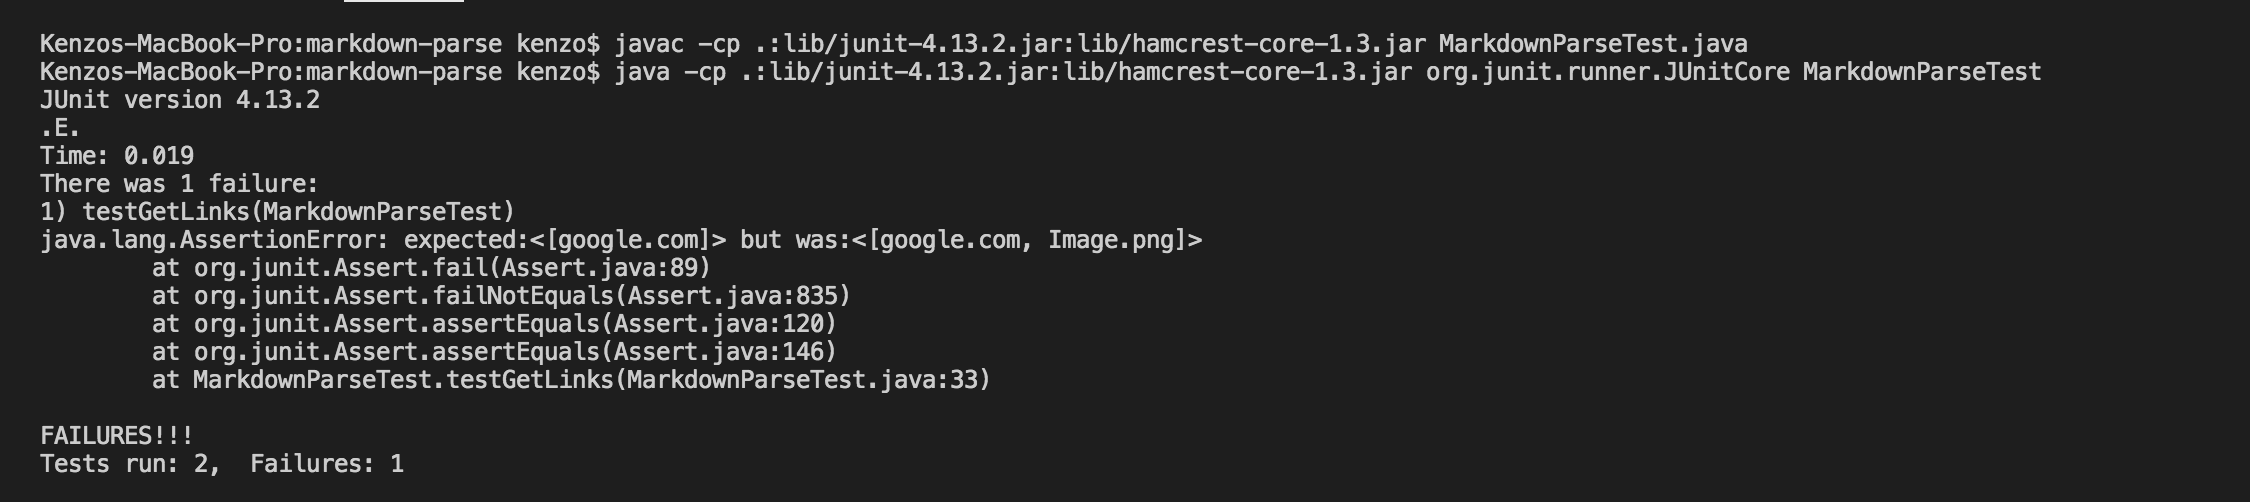 Kenzos-MacBook-Pro:markdown-parse kenzo$ javac -cp .:lib/junit-4.13.2.jar:lib/hamcrest-core-1.3.jar MarkdownParseTest.java
Kenzos-MacBook-Pro:markdown-parse kenzo$ java -cp .:lib/junit-4.13.2.jar:lib/hamcrest-core-1.3.jar org.junit.runner.JUnitCore MarkdownParseTest
JUnit version 4.13.2
.E.
Time: 0.019
There was 1 failure:
1) testGetLinks(MarkdownParseTest)
java.lang.AssertionError: expected:<[google.com]> but was:<[google.com, Image.png]>
        at org.junit.Assert.fail(Assert.java:89)
        at org.junit.Assert.failNotEquals(Assert.java:835)
        at org.junit.Assert.assertEquals(Assert.java:120)
        at org.junit.Assert.assertEquals(Assert.java:146)
        at MarkdownParseTest.testGetLinks(MarkdownParseTest.java:33)

FAILURES!!!
Tests run: 2,  Failures: 1